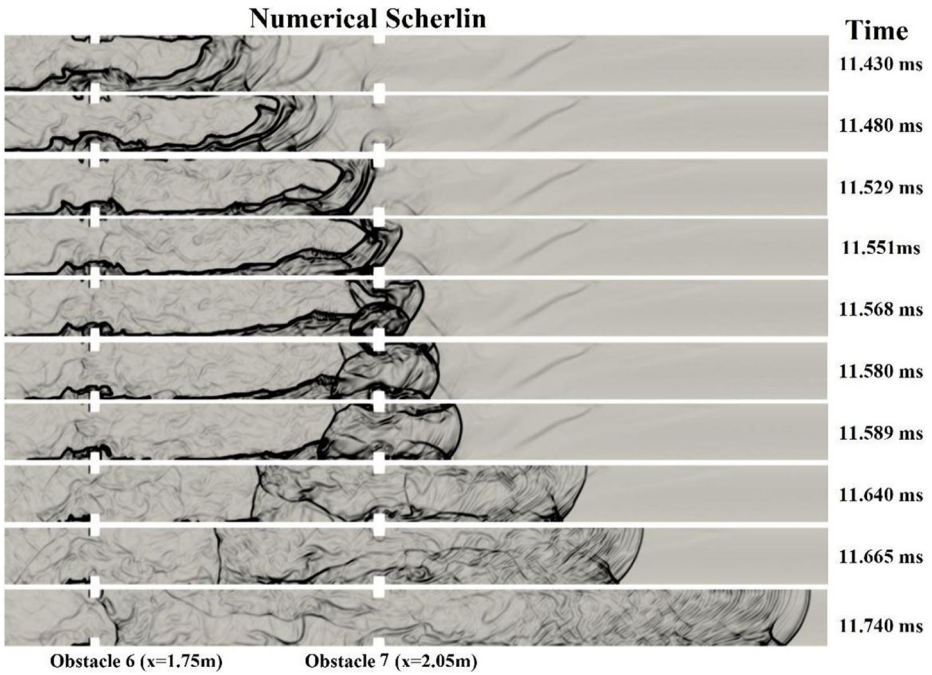 Numerical Scherlin
Time
11.430 ms
11.480 ms
11.529 ms
11.551ms
11.568 ms
11.580 ms
11.589 ms
11.640 ms
11.665 ms
11.740 ms
Obstacle 6 (x=1.75m)
Obstacle 7 (x=2.05m)